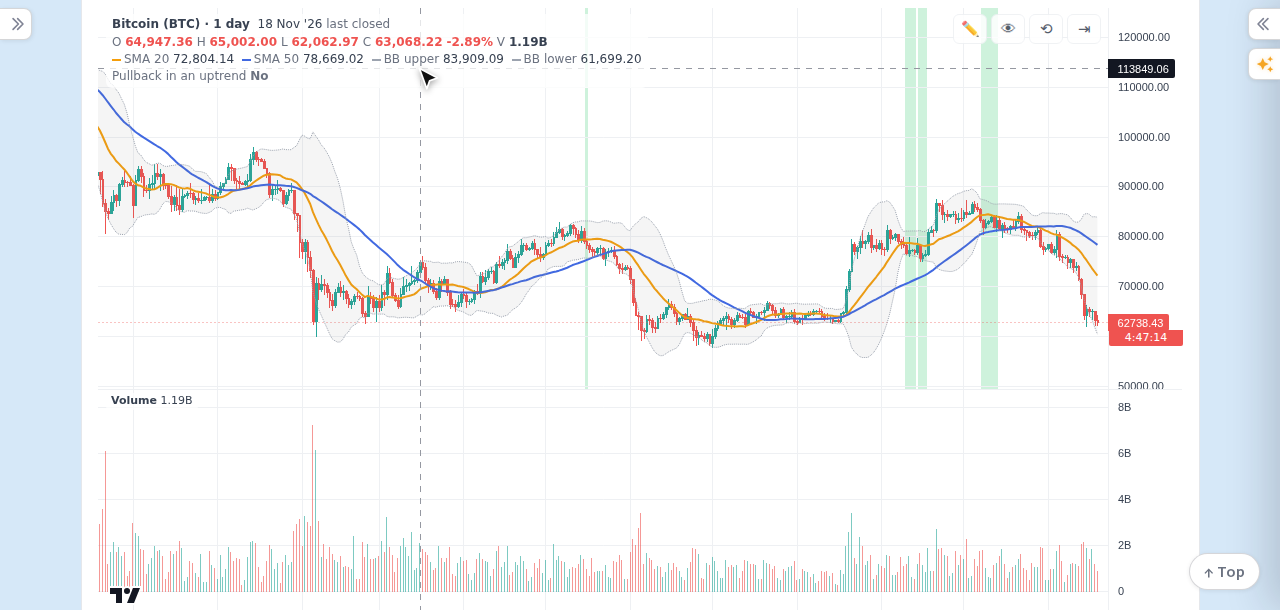 Bitcoin (BTC) · 1 day 18 Nov '26 last closed
O 64,947.36 H 65,002.00 L 62,062.97 C 63,068.22 -2.89% V 1.19B
SMA 20 72,804.14 SMA 50 78,669.02 BB upper 83,909.09 BB lower 61,699.20
Pullback in an uptrend No
120000.00
113849.06
110000.00
100000.00
90000.00
80000.00
70000.00
62738.43
4:47:14
50000.00
Volume 1.19B
8B
6B
4B
2B
0
↑ Top